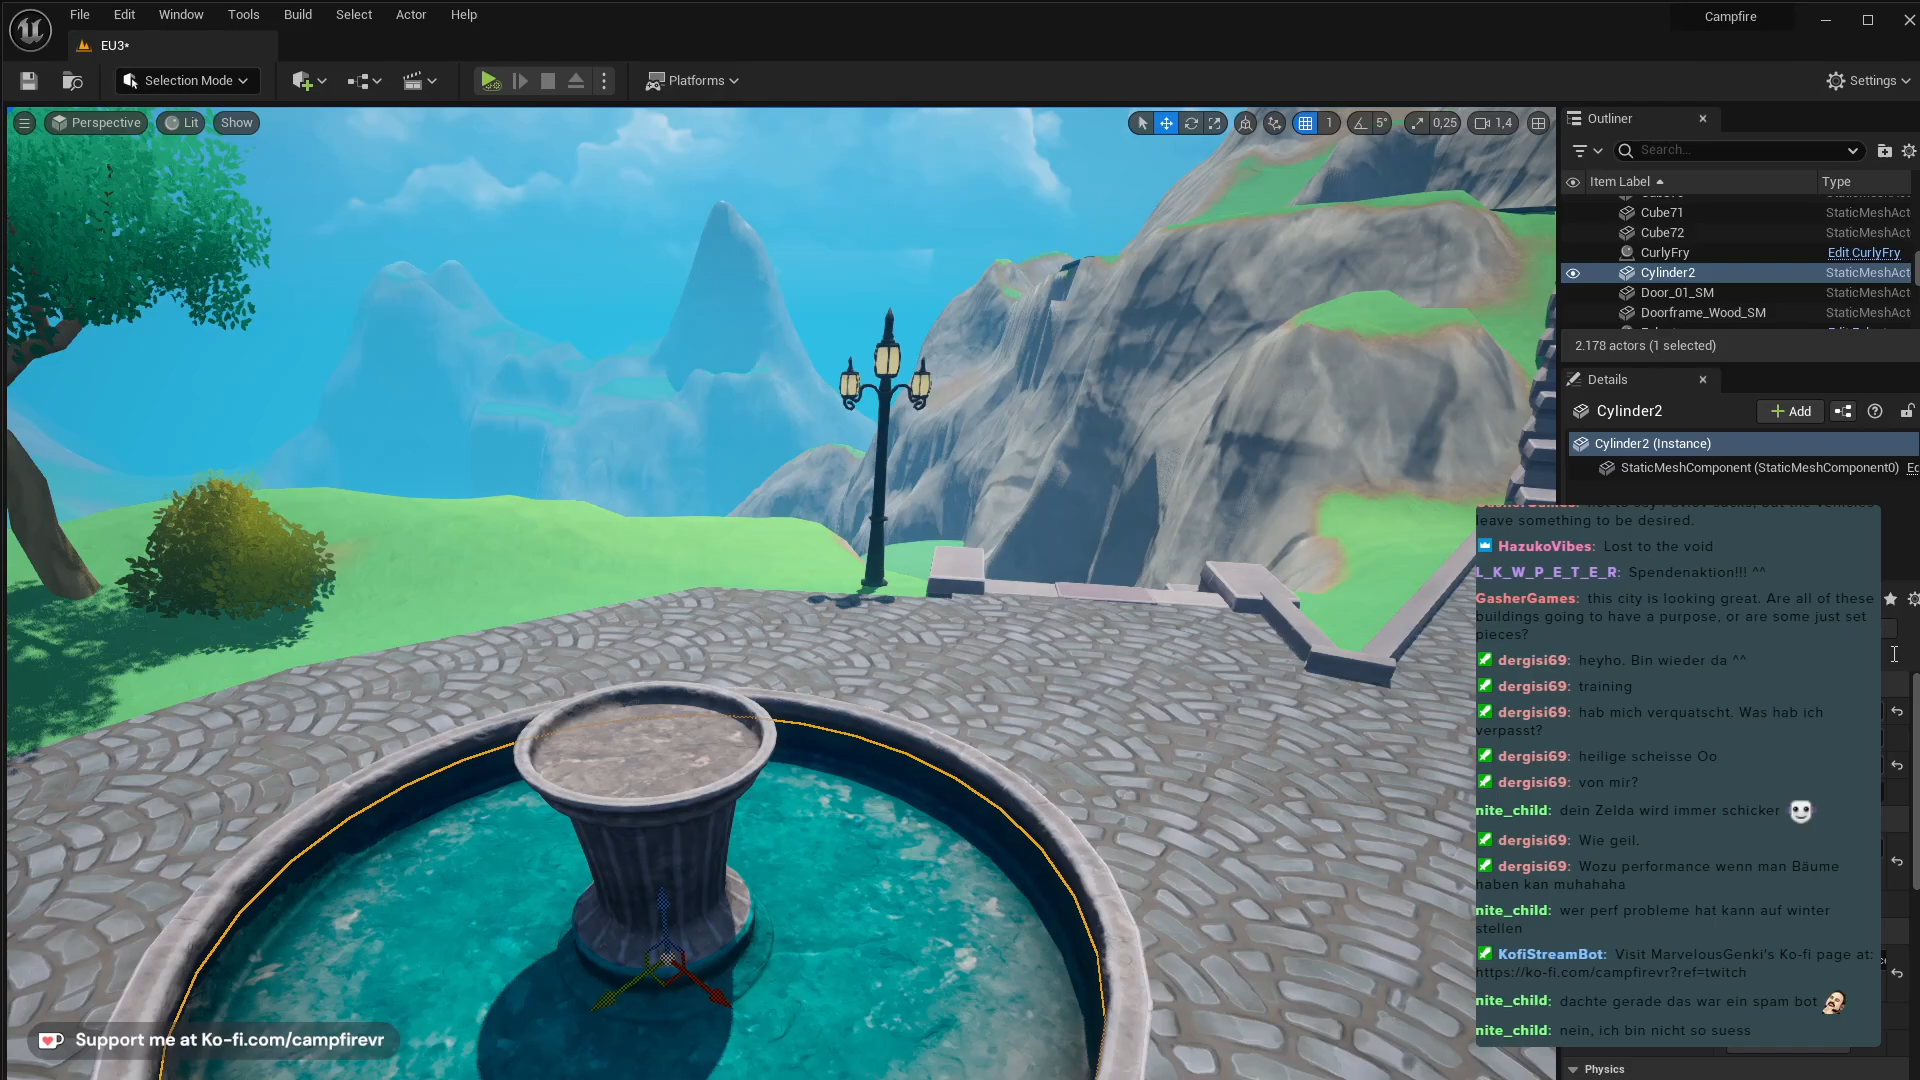 File Edit Window Tools Build Select Actor Help
Campfire
EU3*
Selection Mode
Platforms
Settings
Perspective Lit Show
1 5° 0,25 1,4
Outliner
Search...
Item Label Type
Cube71 StaticMeshAct
Cube72 StaticMeshAct
CurlyFry Edit CurlyFry
Cylinder2 StaticMeshAct
Door_01_SM StaticMeshAct
Doorframe_Wood_SM StaticMeshAct
2.178 actors (1 selected)
Details
Cylinder2
Add
Cylinder2 (Instance)
StaticMeshComponent (StaticMeshComponent0)
leave something to be desired.
HazukoVibes: Lost to the void
L_K_W_P_E_T_E_R: Spendenaktion!!! ^^
GasherGames: this city is looking great. Are all of these
buildings going to have a purpose, or are some just set
pieces?
dergisi69: heyho. Bin wieder da ^^
dergisi69: training
dergisi69: hab mich verquatscht. Was hab ich
verpasst?
dergisi69: heilige scheisse Oo
dergisi69: von mir?
nite_child: dein Zelda wird immer schicker
dergisi69: Wie geil.
dergisi69: Wozu performance wenn man Bäume
haben kan muhahaha
nite_child: wer perf probleme hat kann auf winter
stellen
KofiStreamBot: Visit MarvelousGenki's Ko-fi page at:
https://ko-fi.com/campfirevr?ref=twitch
nite_child: dachte gerade das war ein spam bot
nite_child: nein, ich bin nicht so suess
Support me at Ko-fi.com/campfirevr
Physics